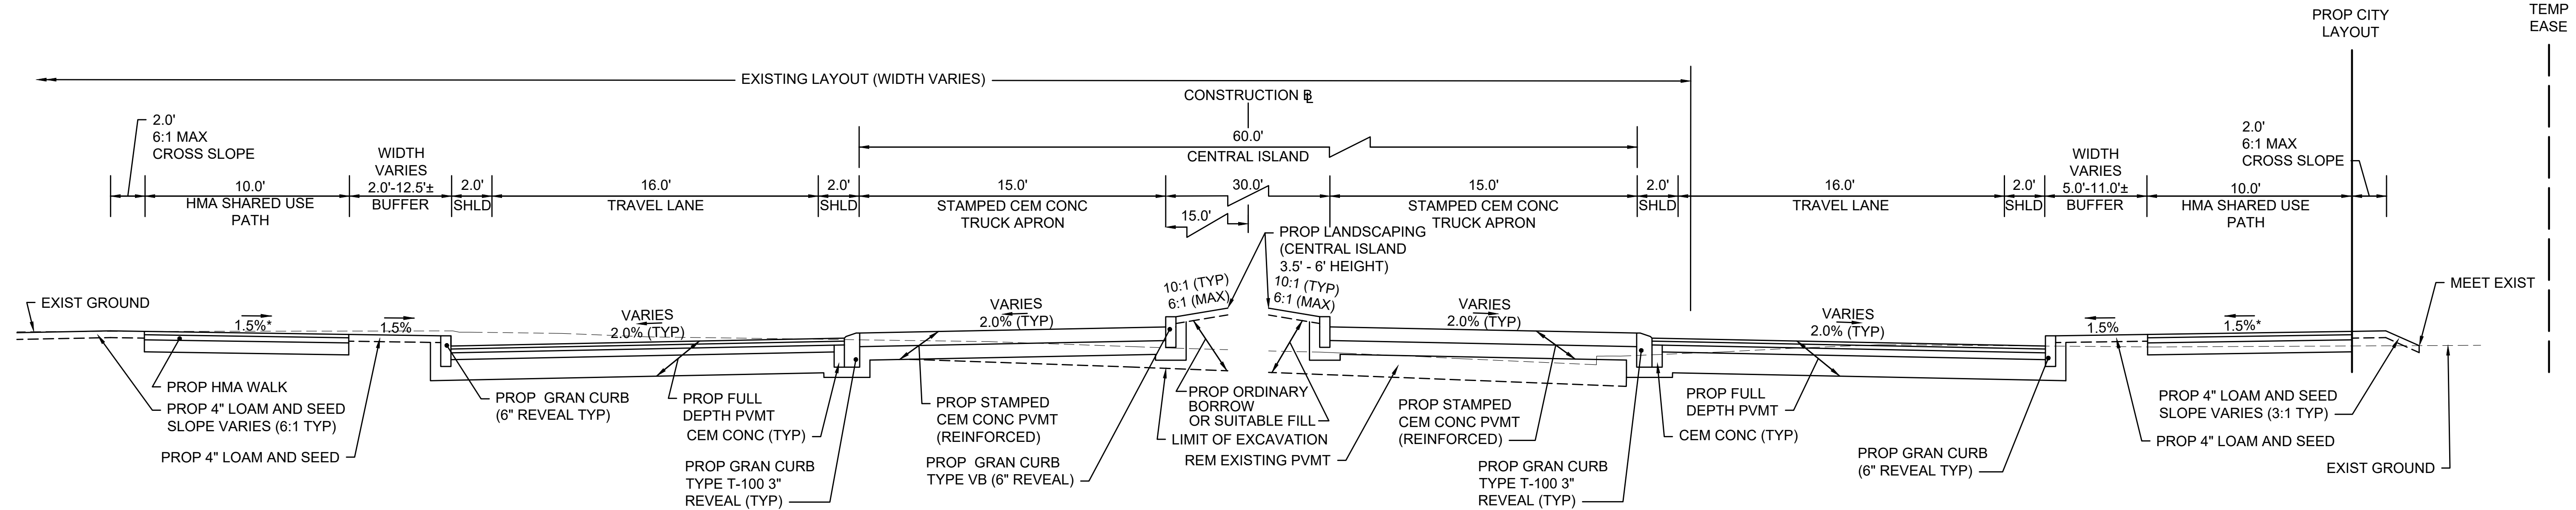 TEMP
EASE
PROP CITY
LAYOUT
EXISTING LAYOUT (WIDTH VARIES)
CONSTRUCTION BL
60.0'
CENTRAL ISLAND
2.0'
6:1 MAX
CROSS SLOPE
10.0'
HMA SHARED USE
PATH
WIDTH
VARIES
2.0'-12.5'±
BUFFER
2.0'
SHLD
16.0'
TRAVEL LANE
2.0'
SHLD
15.0'
STAMPED CEM CONC
TRUCK APRON
30.0'
15.0'
15.0'
STAMPED CEM CONC
TRUCK APRON
2.0'
SHLD
16.0'
TRAVEL LANE
2.0'
SHLD
WIDTH
VARIES
5.0'-11.0'±
BUFFER
10.0'
HMA SHARED USE
PATH
2.0'
6:1 MAX
CROSS SLOPE
PROP LANDSCAPING
(CENTRAL ISLAND
3.5' - 6' HEIGHT)
EXIST GROUND
1.5%*
1.5%
VARIES
2.0% (TYP)
VARIES
2.0% (TYP)
10:1 (TYP)
6:1 (MAX)
10:1 (TYP)
6:1 (MAX)
VARIES
2.0% (TYP)
VARIES
2.0% (TYP)
1.5%
1.5%*
MEET EXIST
PROP HMA WALK
PROP 4" LOAM AND SEED
SLOPE VARIES (6:1 TYP)
PROP 4" LOAM AND SEED
PROP GRAN CURB
(6" REVEAL TYP)
PROP FULL
DEPTH PVMT
CEM CONC (TYP)
PROP GRAN CURB
TYPE T-100 3"
REVEAL (TYP)
PROP STAMPED
CEM CONC PVMT
(REINFORCED)
PROP GRAN CURB
TYPE VB (6" REVEAL)
PROP ORDINARY
BORROW
OR SUITABLE FILL
LIMIT OF EXCAVATION
REM EXISTING PVMT
PROP STAMPED
CEM CONC PVMT
(REINFORCED)
PROP GRAN CURB
TYPE T-100 3"
REVEAL (TYP)
PROP FULL
DEPTH PVMT
CEM CONC (TYP)
PROP GRAN CURB
(6" REVEAL TYP)
PROP 4" LOAM AND SEED
SLOPE VARIES (3:1 TYP)
PROP 4" LOAM AND SEED
EXIST GROUND